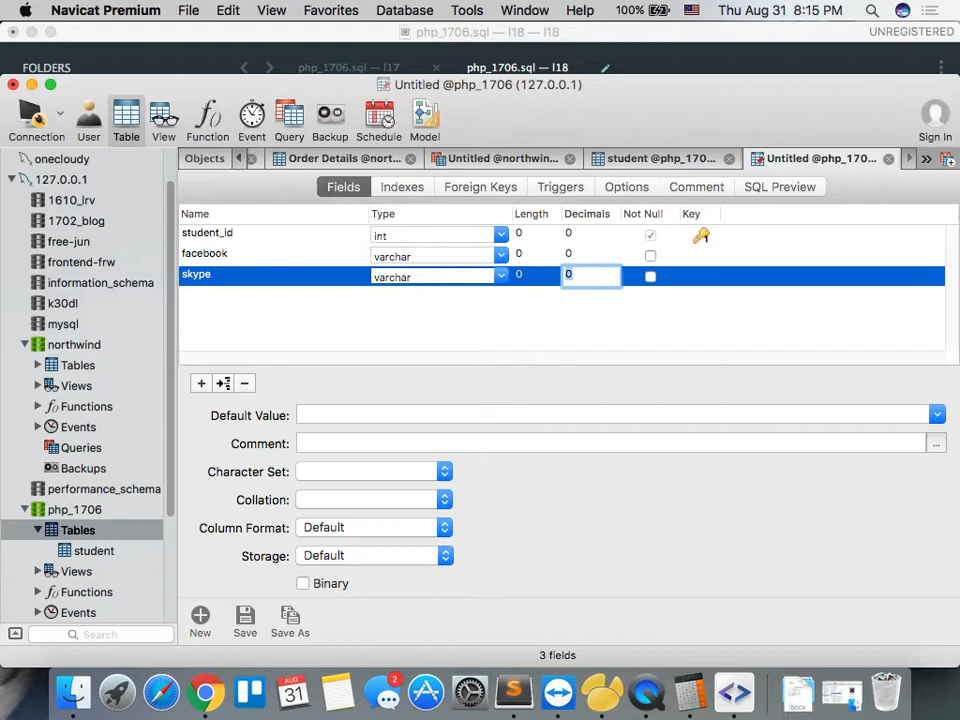 Navicat Premium File Edit View Favorites Database Tools Window Help 100% Thu Aug 31 8:15 PM
php_1706.sql — l18 — l18 UNREGISTERED
FOLDERS php_1706.sql — l17 × php_1706.sql — l18
Untitled @php_1706 (127.0.0.1)
Connection User Table View Function Event Query Backup Schedule Model Sign In
Objects Order Details @nort... Untitled @northwin... student @php_170... Untitled @php_170... »
Fields Indexes Foreign Keys Triggers Options Comment SQL Preview
Name Type Length Decimals Not Null Key
student_id int 0 0
facebook varchar 0 0
skype varchar 0 0
onecloudy
127.0.0.1
1610_lrv
1702_blog
free-jun
frontend-frw
information_schema
k30dl
mysql
northwind
Tables
Views
f() Functions
Events
Queries
Backups
performance_schema
php_1706
Tables
student
Views
f() Functions
Events
Search
+ −
Default Value:
Comment: ...
Character Set:
Collation:
Column Format: Default
Storage: Default
Binary
New Save Save As
3 fields
AUG
31
2
DOCX